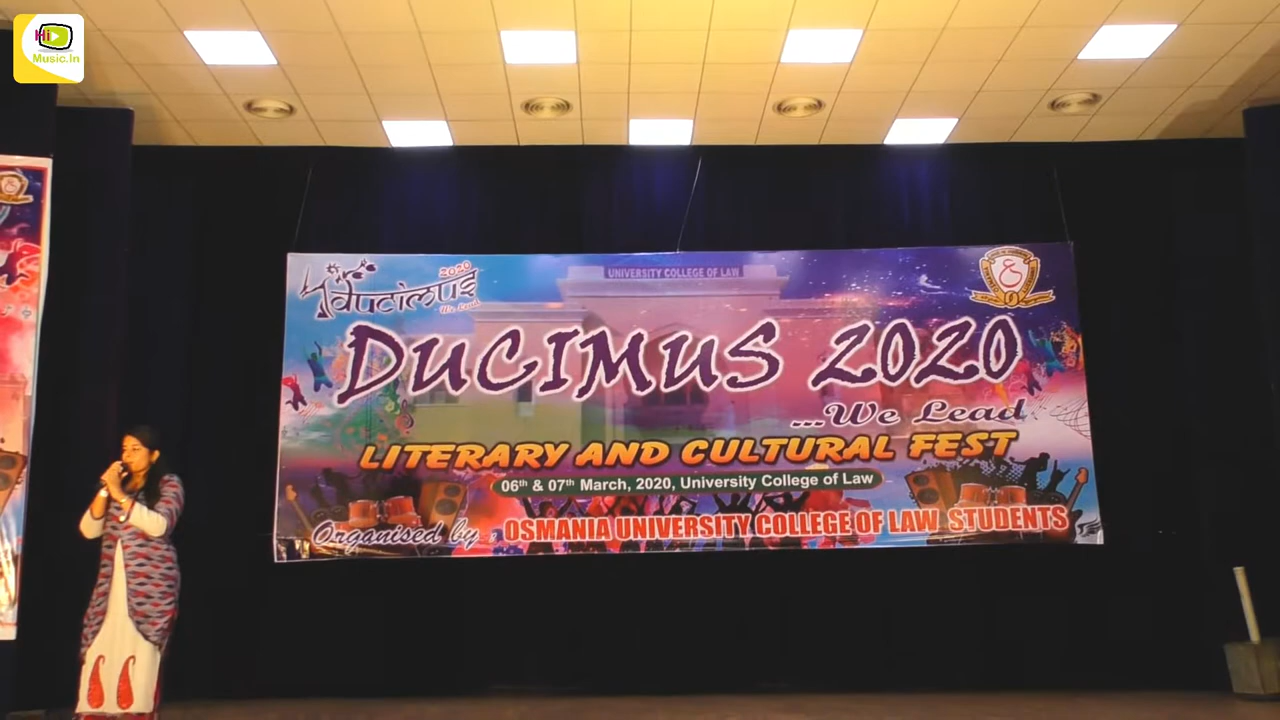 Hi
Music.In
UNIVERSITY COLLEGE OF LAW
2020
ducimus
We Lead
DUCIMUS 2020
...We Lead
LITERARY AND CULTURAL FEST
06th & 07th March, 2020, University College of Law
Organised by : OSMANIA UNIVERSITY COLLEGE OF LAW STUDENTS